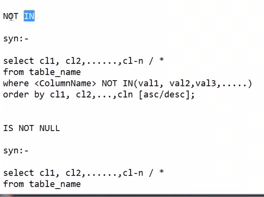 NOT IN
syn:-
select cl1, cl2,......,cl-n / *
from table_name
where <ColumnName> NOT IN(val1, val2,val3,.....)
order by cl1, cl2,...,cln [asc/desc];
IS NOT NULL
syn:-
select cl1, cl2,......,cl-n / *
from table_name